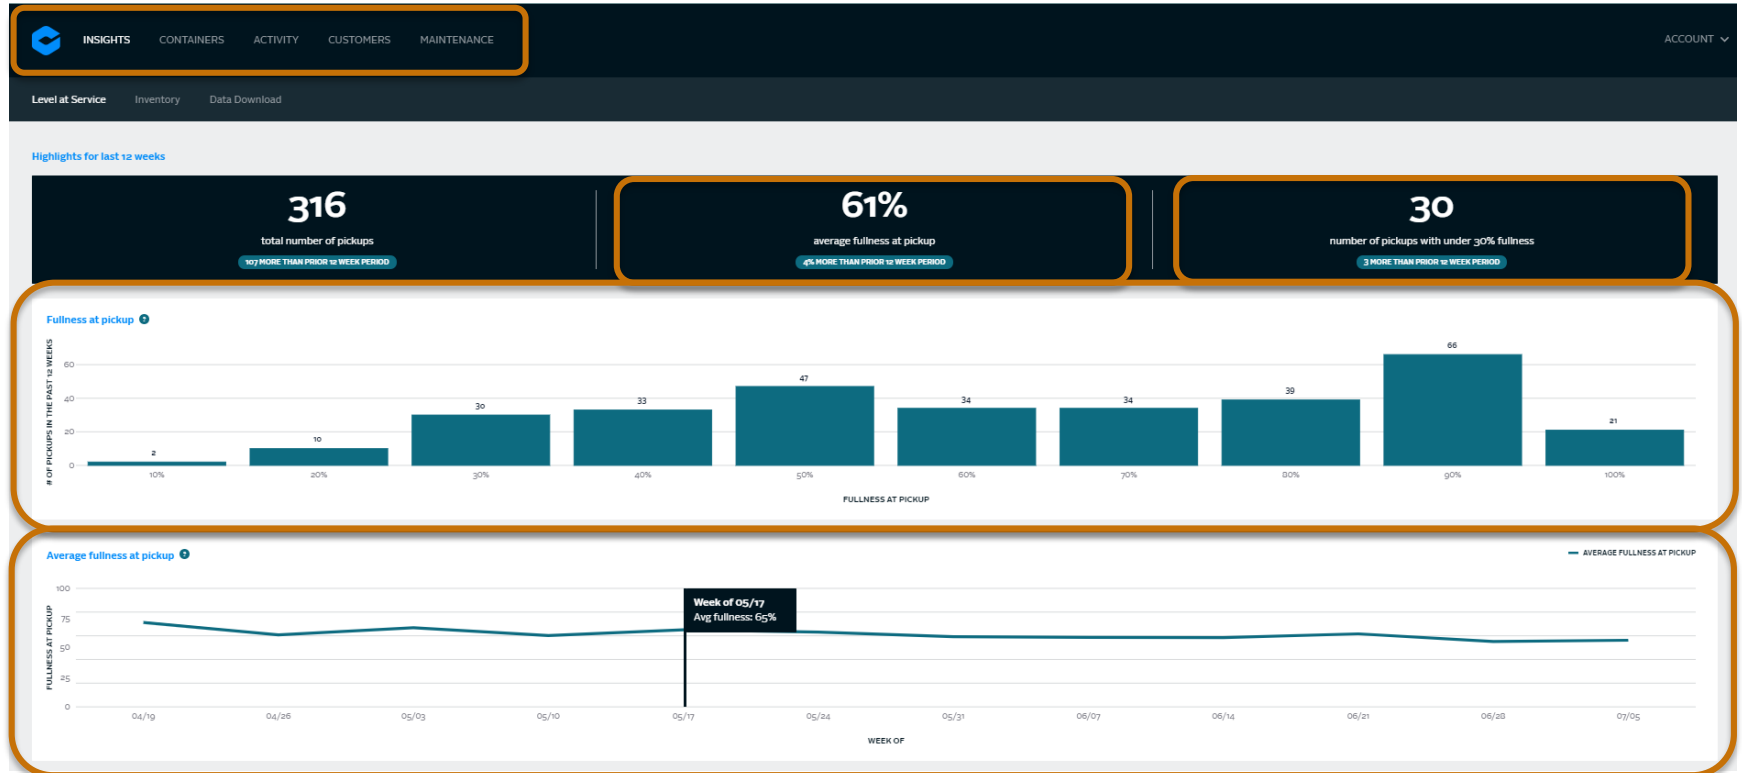 INSIGHTS CONTAINERS ACTIVITY CUSTOMERS MAINTENANCE ACCOUNT
Level at Service Inventory Data Download
Highlights for last 12 weeks
316 61% 30
total number of pickups average fullness at pickup number of pickups with under 30% fullness
107 MORE THAN PRIOR 12 WEEK PERIOD 4% MORE THAN PRIOR 12 WEEK PERIOD 3 MORE THAN PRIOR 12 WEEK PERIOD
Fullness at pickup ?
# OF PICKUPS IN THE PAST 12 WEEKS
60
40
20
0
2 10 30 33 47 34 34 39 66 21
10% 20% 30% 40% 50% 60% 70% 80% 90% 100%
FULLNESS AT PICKUP
Average fullness at pickup ?
AVERAGE FULLNESS AT PICKUP
FULLNESS AT PICKUP
100
75
50
25
0
Week of 05/17
Avg fullness: 65%
04/19 04/26 05/03 05/10 05/17 05/24 05/31 06/07 06/14 06/21 06/28 07/05
WEEK OF